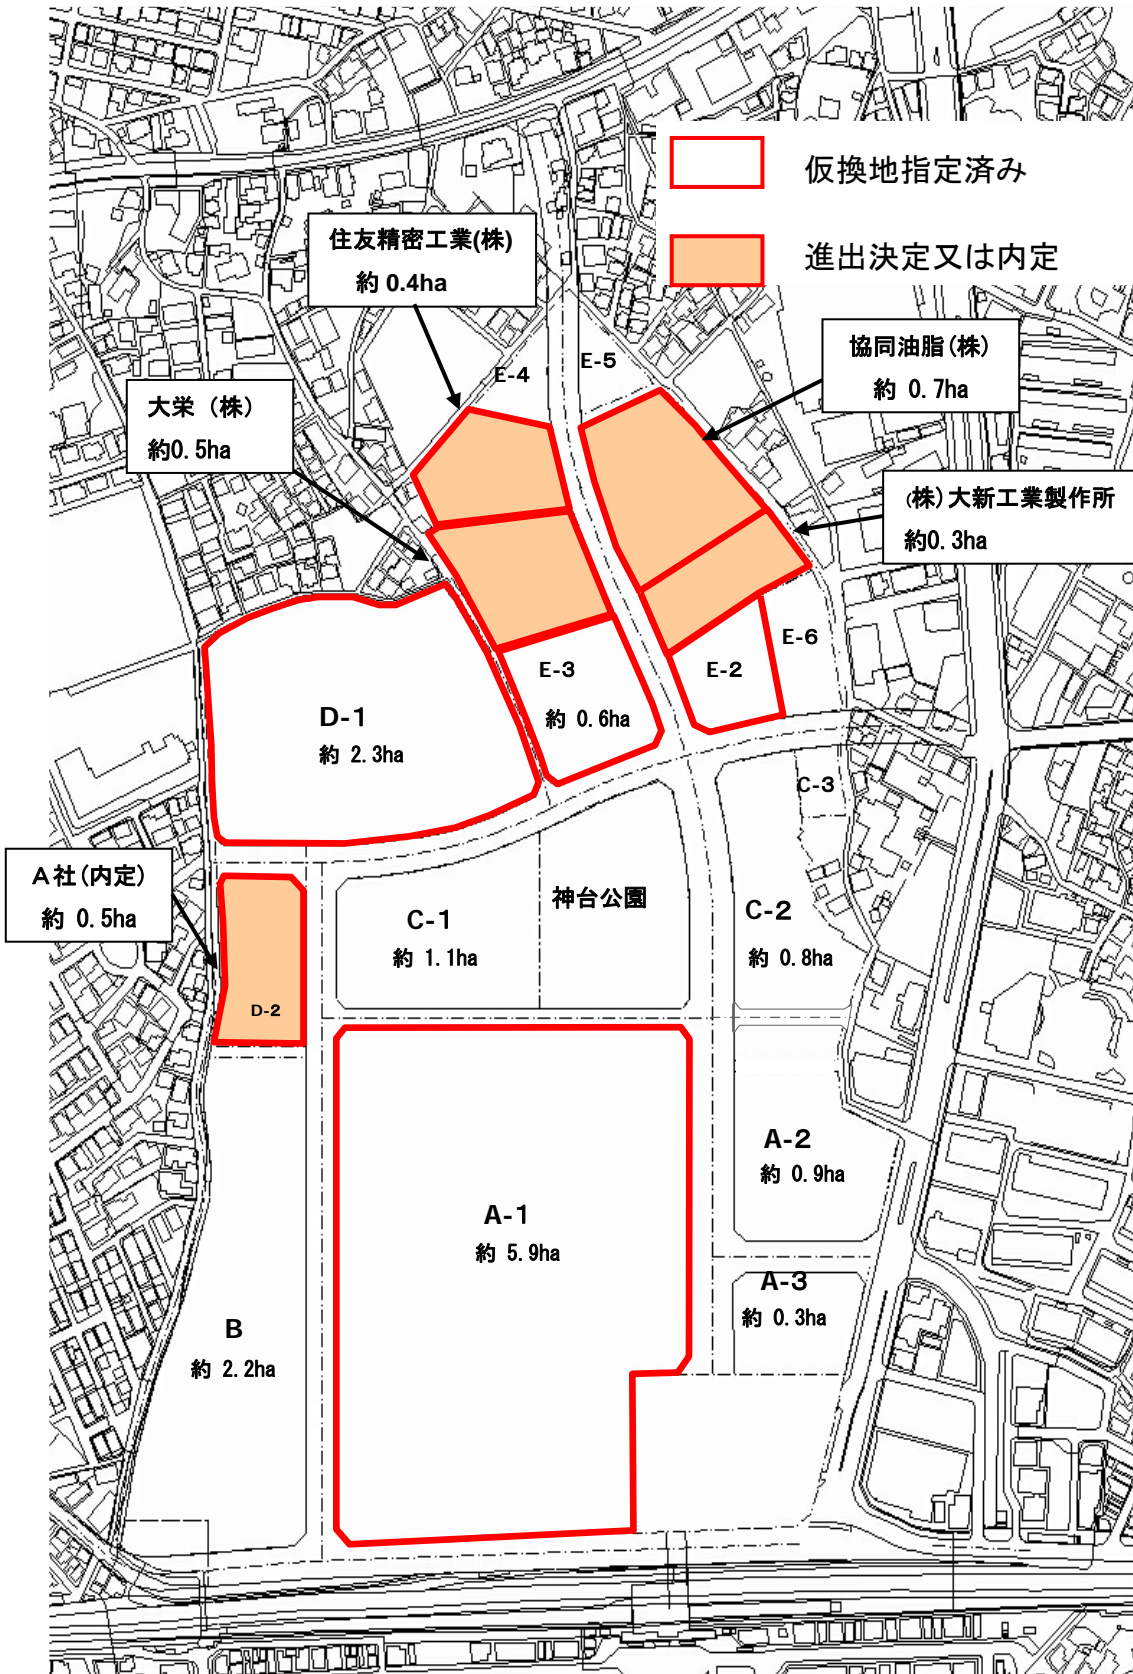 仮換地指定済み
進出決定又は内定
住友精密工業(株)
約 0.4ha
協同油脂(株)
約 0.7ha
E-5
E-4
大栄（株）
約0.5ha
(株)大新工業製作所
約0.3ha
E-6
E-3
E-2
約 0.6ha
D-1
約 2.3ha
C-3
A社(内定)
約 0.5ha
神台公園
C-1
約 1.1ha
C-2
約 0.8ha
D-2
A-2
約 0.9ha
A-1
約 5.9ha
A-3
約 0.3ha
B
約 2.2ha